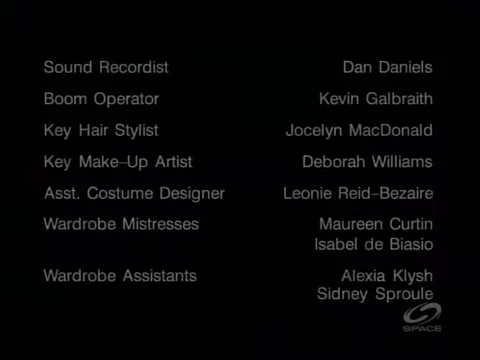 Sound Recordist Dan Daniels
Boom Operator Kevin Galbraith
Key Hair Stylist Jocelyn MacDonald
Key Make–Up Artist Deborah Williams
Asst. Costume Designer Leonie Reid–Bezaire
Wardrobe Mistresses Maureen Curtin
Isabel de Biasio
Wardrobe Assistants Alexia Klysh
Sidney Sproule
SPACE